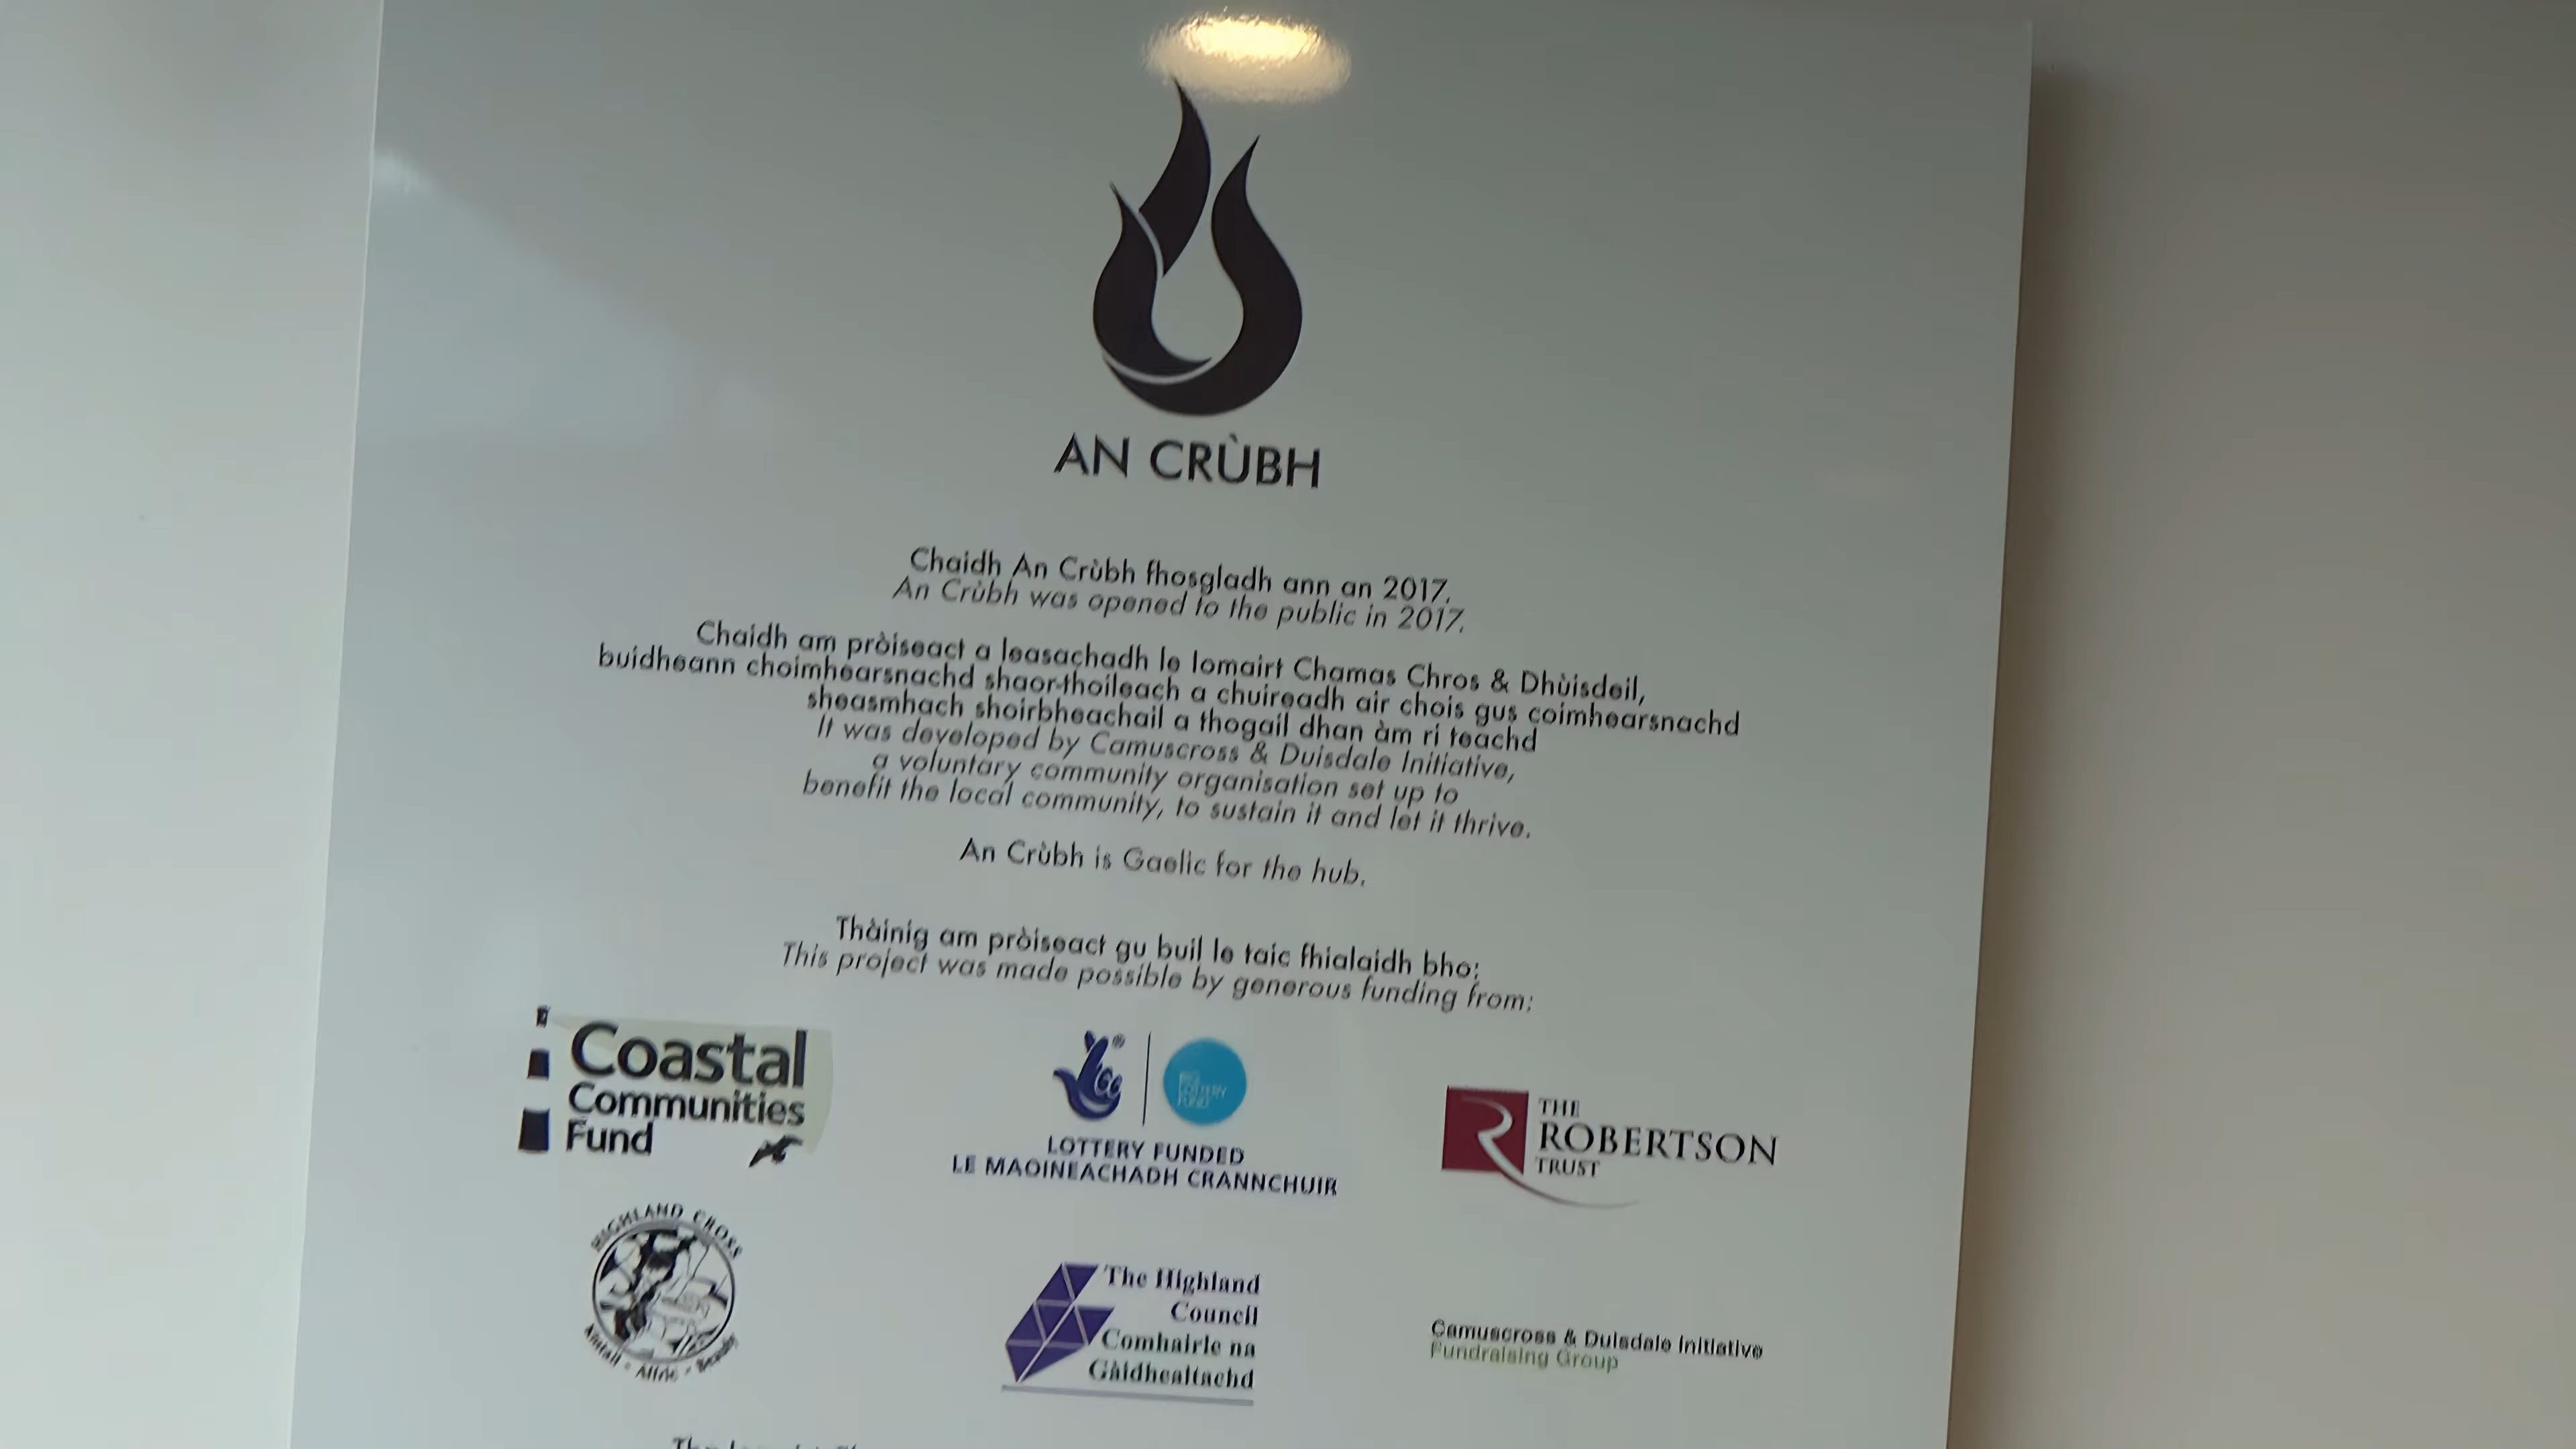 AN CRÙBH
Chaidh An Crùbh fhosgladh ann an 2017.
An Crùbh was opened to the public in 2017.
Chaidh am pròiseact a leasachadh le Iomairt Chamas Chros & Dhùisdeil,
buidheann choimhearsnachd shaor-thoileach a chuireadh air chois gus coimhearsnachd
sheasmhach shoirbheachail a thogail dhan àm ri teachd
It was developed by Camuscross & Duisdale Initiative,
a voluntary community organisation set up to
benefit the local community, to sustain it and let it thrive.
An Crùbh is Gaelic for the hub.
Thàinig am pròiseact gu buil le taic fhialaidh bho:
This project was made possible by generous funding from:
Coastal
Communities
Fund
BIG
LOTTERY
FUND
LOTTERY FUNDED
LE MAOINEACHADH CRANNCHUIR
THE
ROBERTSON
TRUST
HIGHLAND CROSS
Kintail - Affric - Beauly
The Highland
Council
Comhairle na
Gàidhealtachd
Camuscross & Duisdale Initiative
Fundraising Group